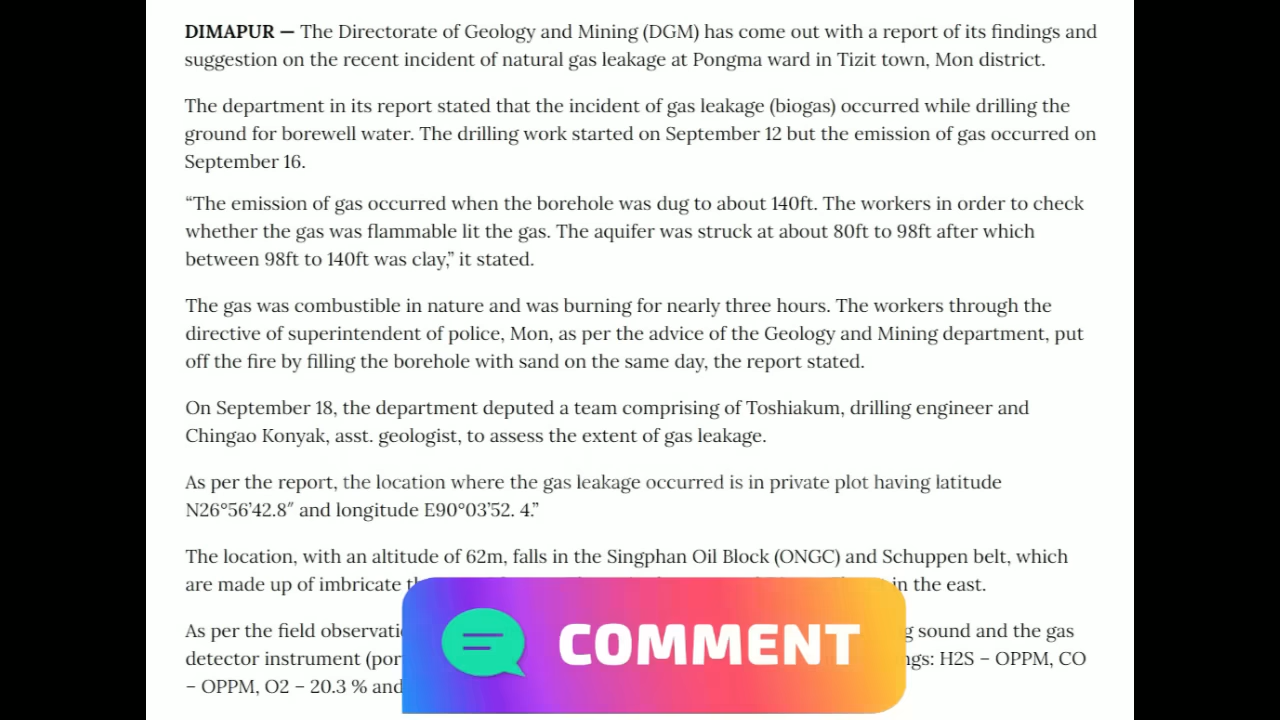 DIMAPUR — The Directorate of Geology and Mining (DGM) has come out with a report of its findings and
suggestion on the recent incident of natural gas leakage at Pongma ward in Tizit town, Mon district.
The department in its report stated that the incident of gas leakage (biogas) occurred while drilling the
ground for borewell water. The drilling work started on September 12 but the emission of gas occurred on
September 16.
“The emission of gas occurred when the borehole was dug to about 140ft. The workers in order to check
whether the gas was flammable lit the gas. The aquifer was struck at about 80ft to 98ft after which
between 98ft to 140ft was clay,” it stated.
The gas was combustible in nature and was burning for nearly three hours. The workers through the
directive of superintendent of police, Mon, as per the advice of the Geology and Mining department, put
off the fire by filling the borehole with sand on the same day, the report stated.
On September 18, the department deputed a team comprising of Toshiakum, drilling engineer and
Chingao Konyak, asst. geologist, to assess the extent of gas leakage.
As per the report, the location where the gas leakage occurred is in private plot having latitude
N26°56’42.8″ and longitude E90°03’52. 4.”
The location, with an altitude of 62m, falls in the Singphan Oil Block (ONGC) and Schuppen belt, which
are made up of imbricate in the east.
As per the field sound and the gas
detector instrument H2S – OPPM, CO
– OPPM, O2 – 20.3 % and
COMMENT